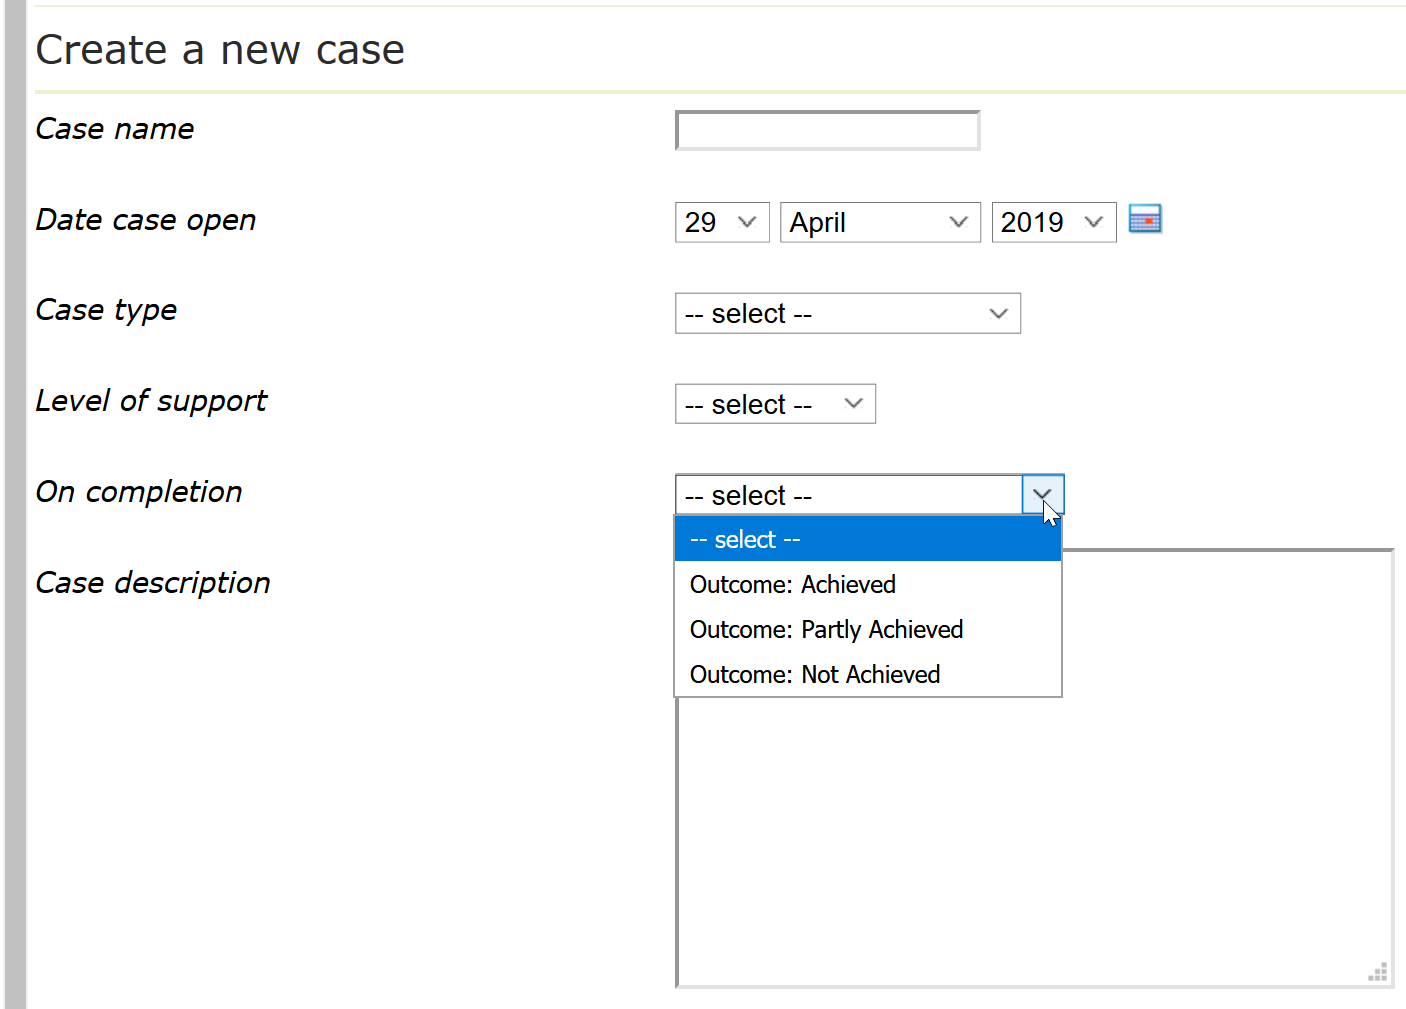 Create a new case
Case name
Date case open 29 April 2019
Case type -- select --
Level of support -- select --
On completion -- select --
-- select --
Case description Outcome: Achieved
Outcome: Partly Achieved
Outcome: Not Achieved